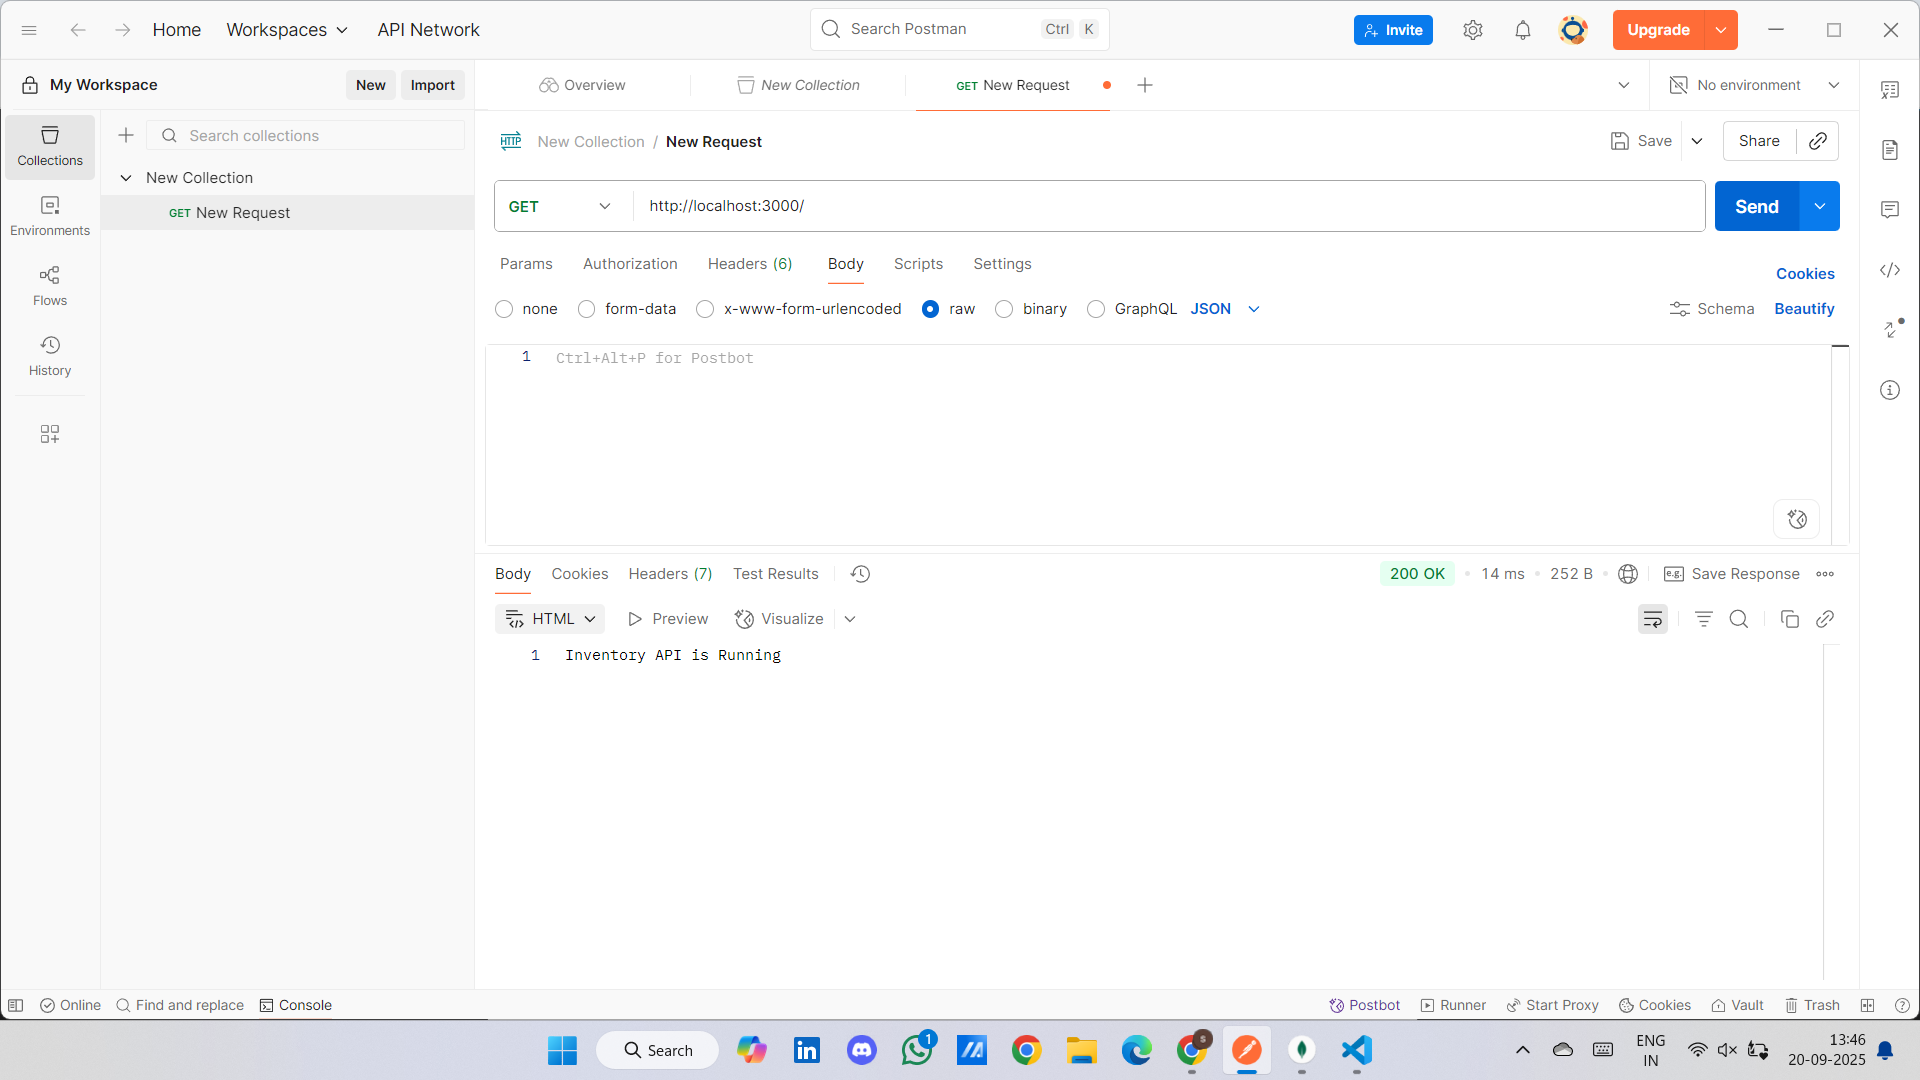 Home Workspaces API Network Search Postman Ctrl K Invite Upgrade
My Workspace New Import Overview New Collection GET New Request No environment
Collections
Search collections
New Collection
GET New Request
Environments
Flows
History
HTTP New Collection / New Request Save Share
GET http://localhost:3000/ Send
Params Authorization Headers (6) Body Scripts Settings Cookies
none form-data x-www-form-urlencoded raw binary GraphQL JSON Schema Beautify
1 Ctrl+Alt+P for Postbot
Body Cookies Headers (7) Test Results 200 OK • 14 ms • 252 B • e.g. Save Response
HTML Preview Visualize
1 Inventory API is Running
Online Find and replace Console Postbot Runner Start Proxy Cookies Vault Trash
Search 1 S ENG 13:46
IN 20-09-2025